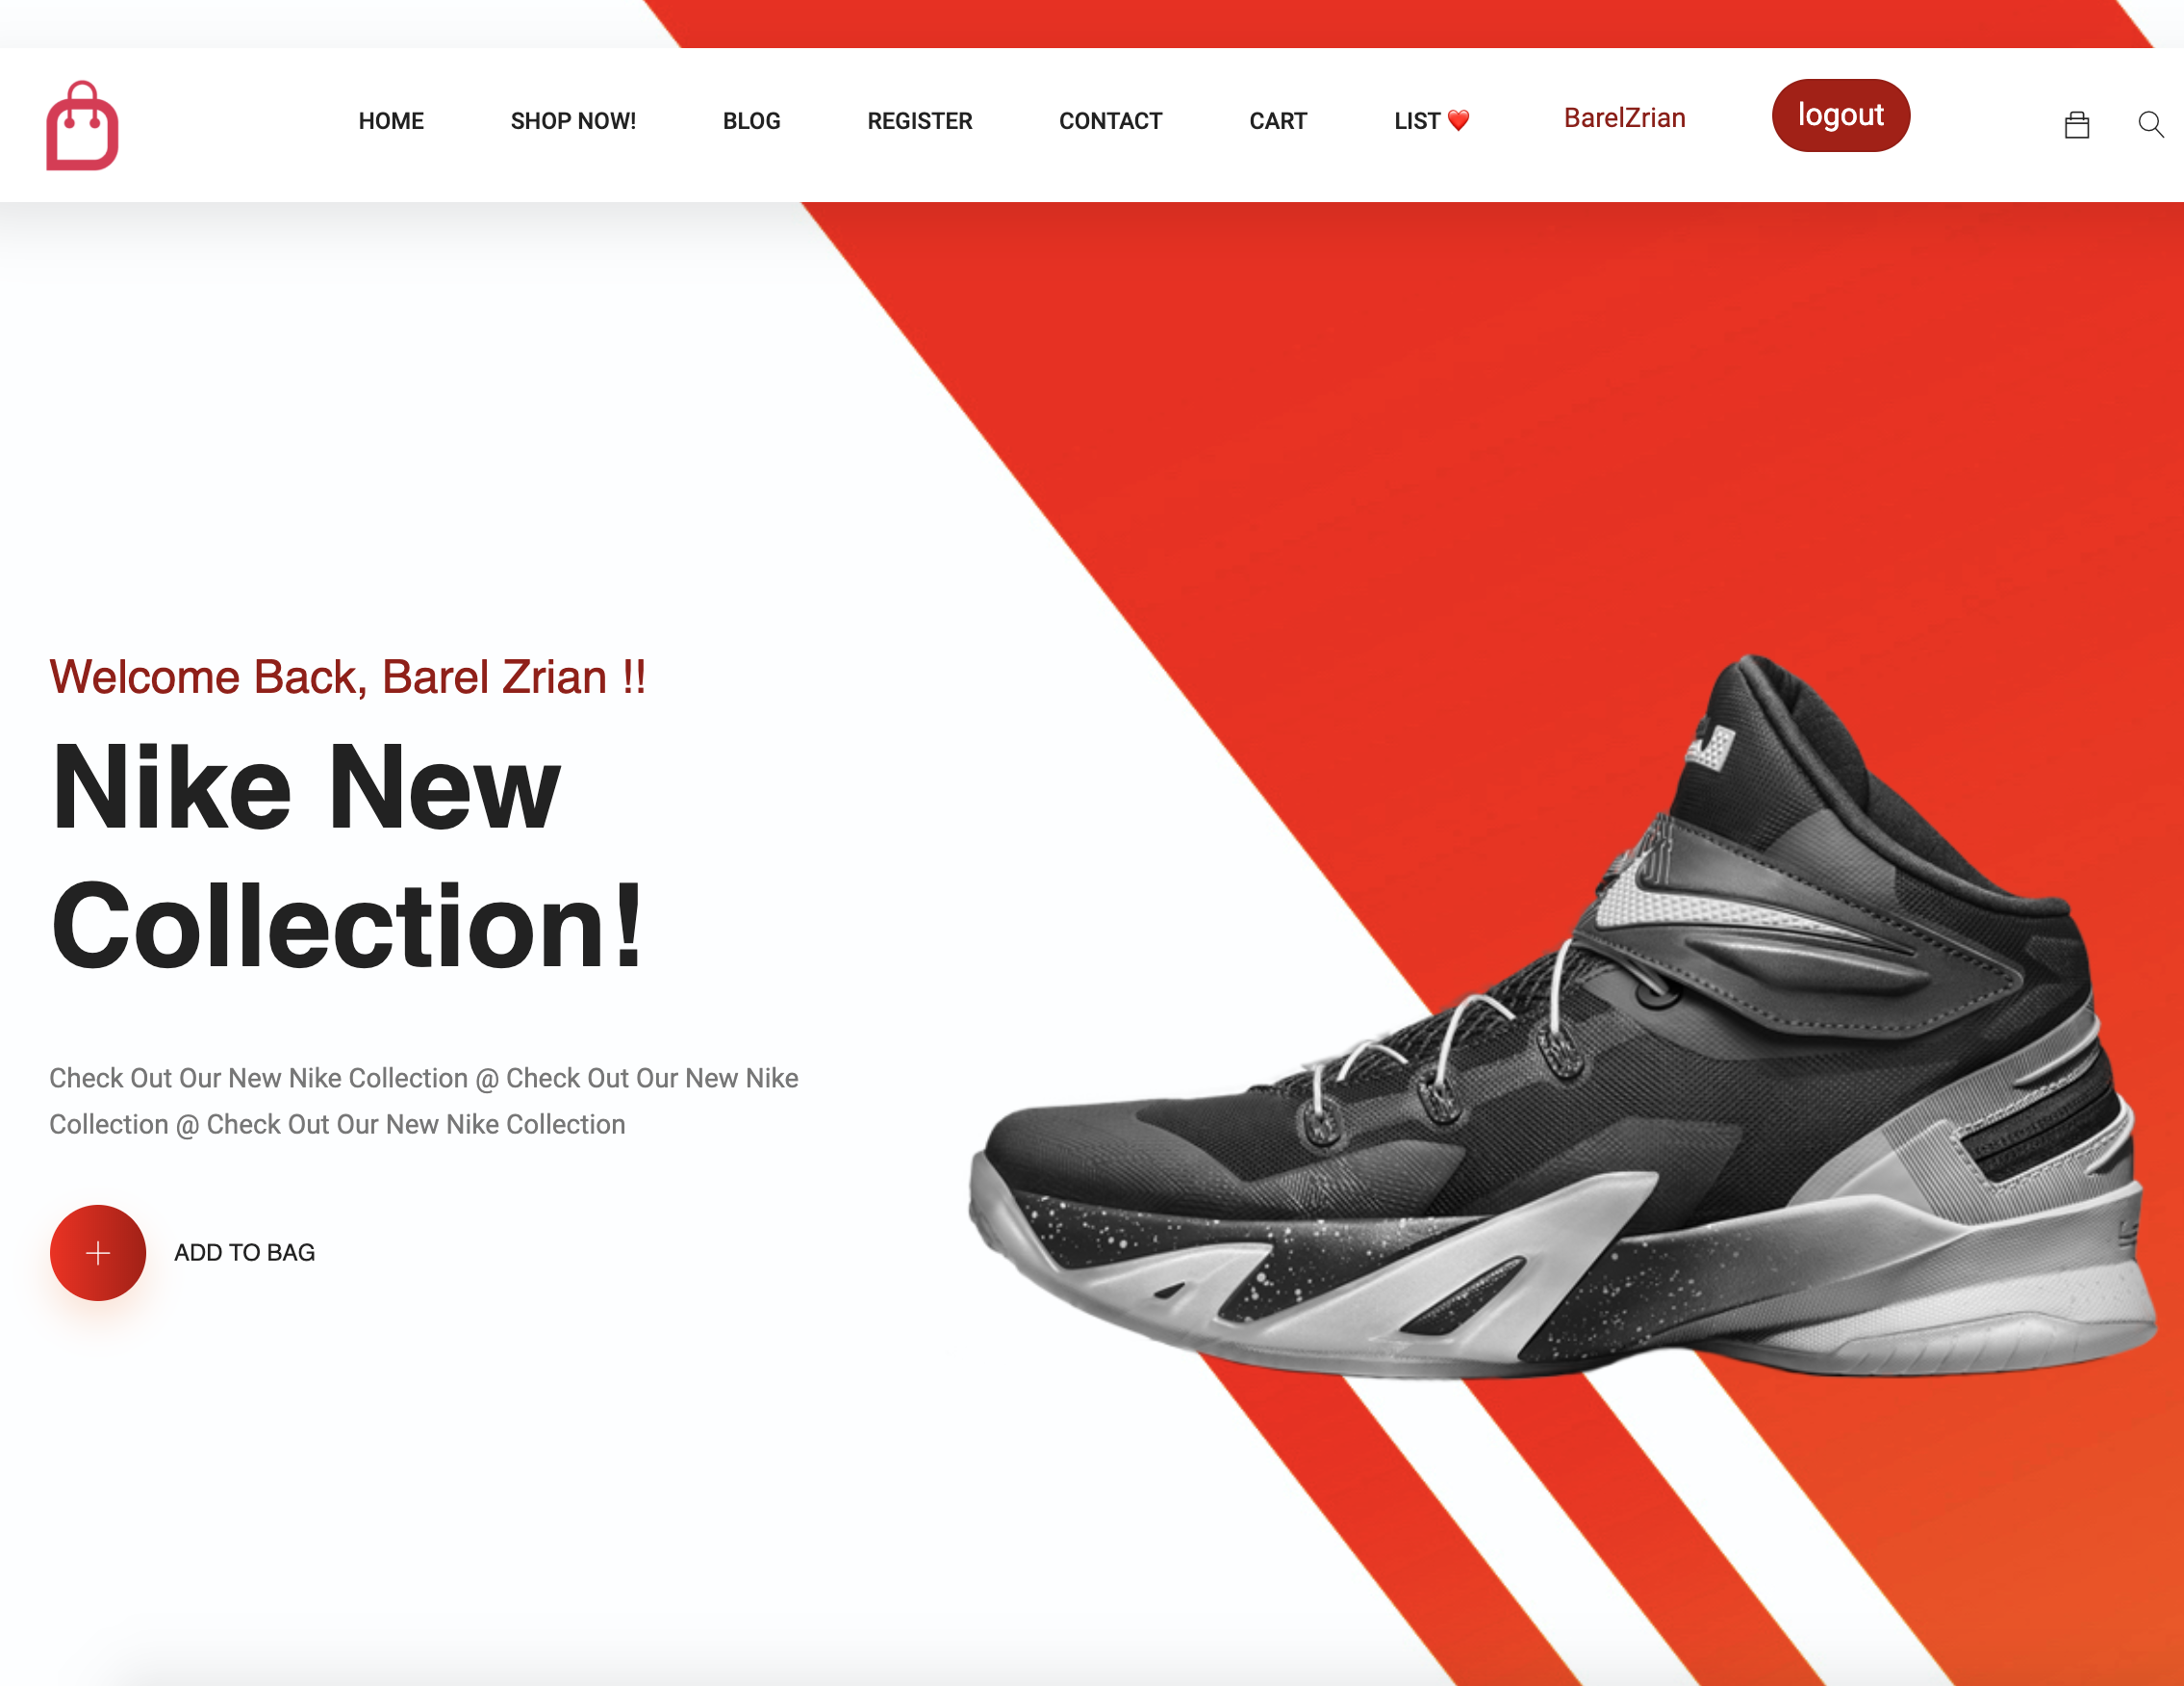 HOME SHOP NOW! BLOG REGISTER CONTACT CART LIST ❤️ BarelZrian logout
Welcome Back, Barel Zrian !!
Nike New
Collection!
Check Out Our New Nike Collection @ Check Out Our New Nike
Collection @ Check Out Our New Nike Collection
ADD TO BAG